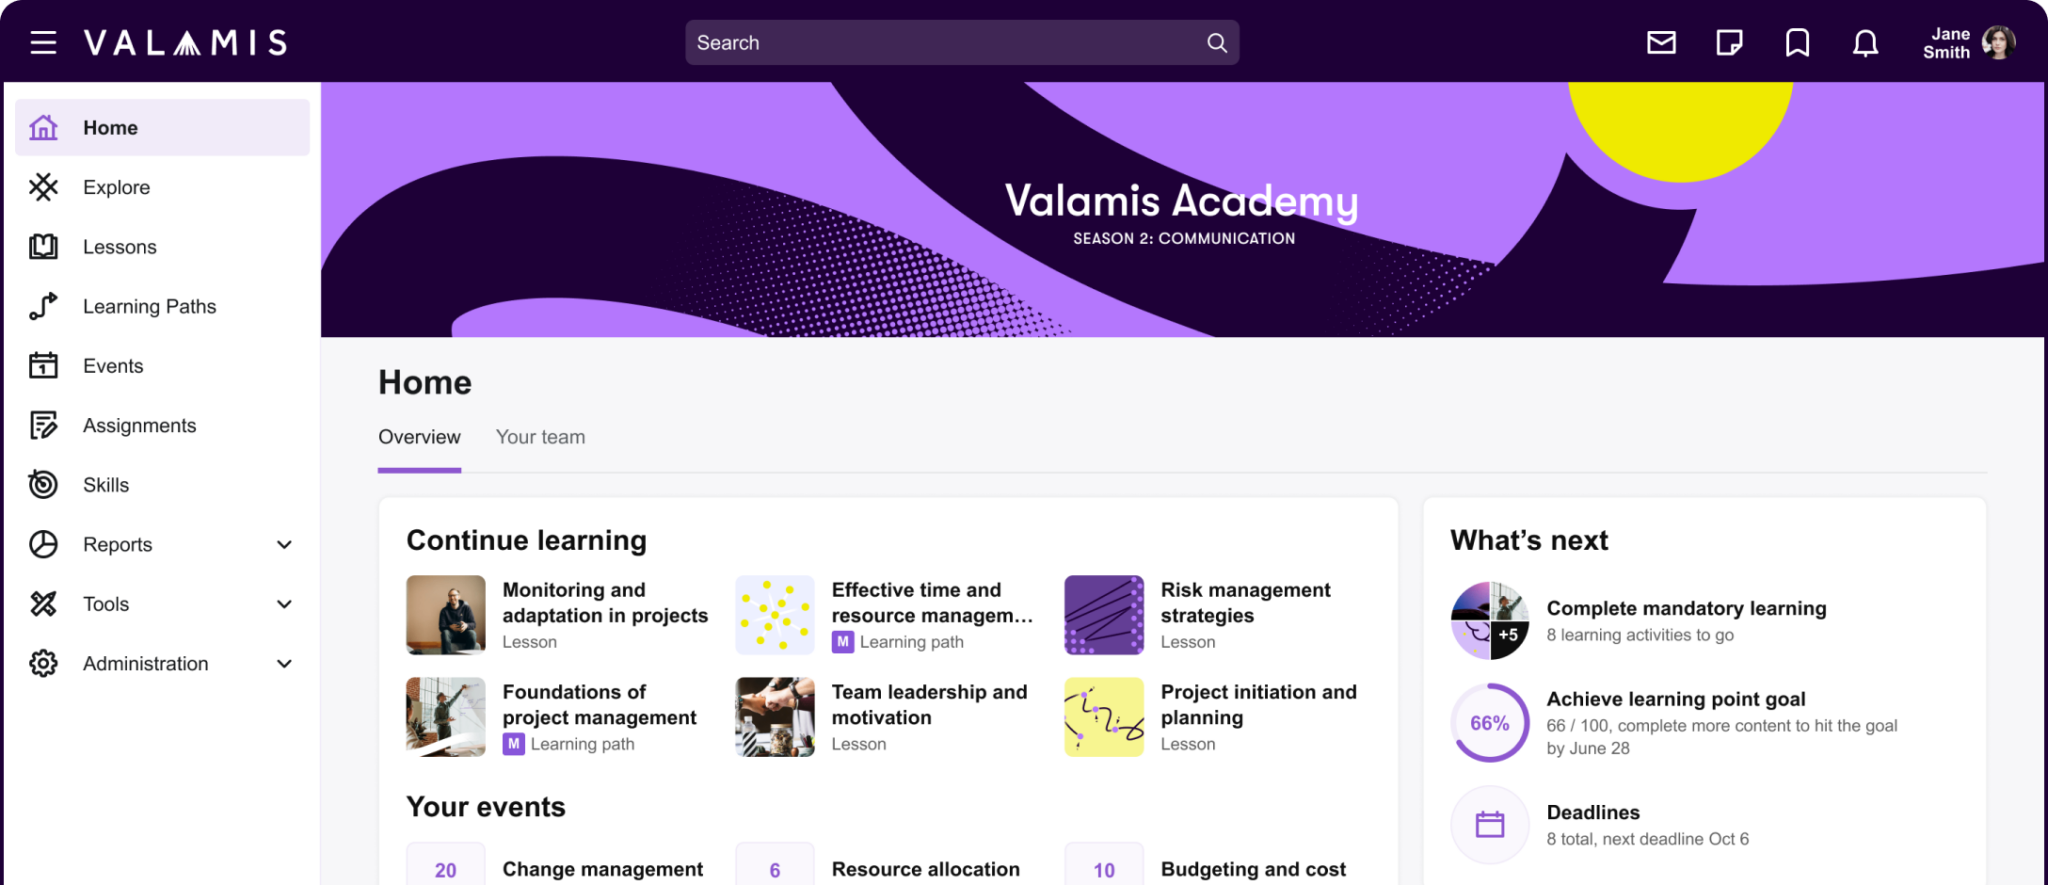 VALAMIS
Search
Jane
Smith
Home
Explore
Lessons
Learning Paths
1
Events
Assignments
Skills
Reports
Tools
Administration
Valamis Academy
SEASON 2: COMMUNICATION
Home
Overview
Your team
Continue learning
Monitoring and
adaptation in projects
Lesson
Effective time and
resource managem...
M Learning path
Risk management
strategies
Lesson
Foundations of
project management
M Learning path
Team leadership and
motivation
Lesson
Project initiation and
planning
Lesson
Your events
20
Change management
6
Resource allocation
10
Budgeting and cost
What’s next
+5
Complete mandatory learning
8 learning activities to go
66%
Achieve learning point goal
66 / 100, complete more content to hit the goal
by June 28
Deadlines
8 total, next deadline Oct 6